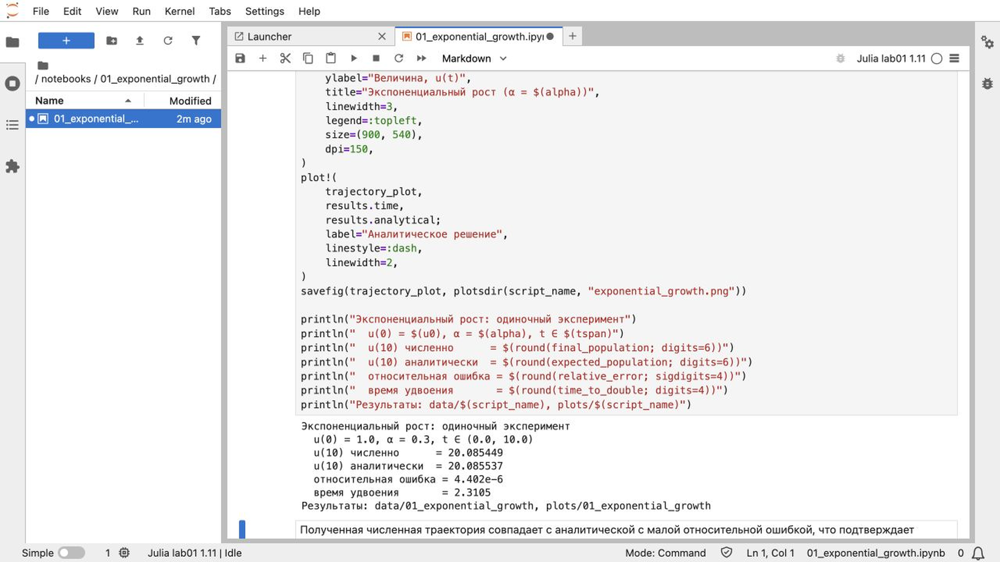 File Edit View Run Kernel Tabs Settings Help
Launcher
01_exponential_growth.ipyn
Markdown
Julia lab01 1.11
/ notebooks / 01_exponential_growth /
Name Modified
01_exponential_... 2m ago
ylabel="Величина, u(t)",
title="Экспоненциальный рост (α = $(alpha))",
linewidth=3,
legend=:topleft,
size=(900, 540),
dpi=150,
)
plot!(
trajectory_plot,
results.time,
results.analytical;
label="Аналитическое решение",
linestyle=:dash,
linewidth=2,
)
savefig(trajectory_plot, plotsdir(script_name, "exponential_growth.png"))
println("Экспоненциальный рост: одиночный эксперимент")
println("  u(0) = $(u0), α = $(alpha), t ∈ $(tspan)")
println("  u(10) численно      = $(round(final_population; digits=6))")
println("  u(10) аналитически  = $(round(expected_population; digits=6))")
println("  относительная ошибка = $(round(relative_error; sigdigits=4))")
println("  время удвоения       = $(round(time_to_double; digits=4))")
println("Результаты: data/$(script_name), plots/$(script_name)")
Экспоненциальный рост: одиночный эксперимент
u(0) = 1.0, α = 0.3, t ∈ (0.0, 10.0)
u(10) численно      = 20.085449
u(10) аналитически  = 20.085537
относительная ошибка = 4.402e-6
время удвоения       = 2.3105
Результаты: data/01_exponential_growth, plots/01_exponential_growth
Полученная численная траектория совпадает с аналитической с малой относительной ошибкой, что подтверждает
Simple 1 Julia lab01 1.11 | Idle Mode: Command Ln 1, Col 1 01_exponential_growth.ipynb 0